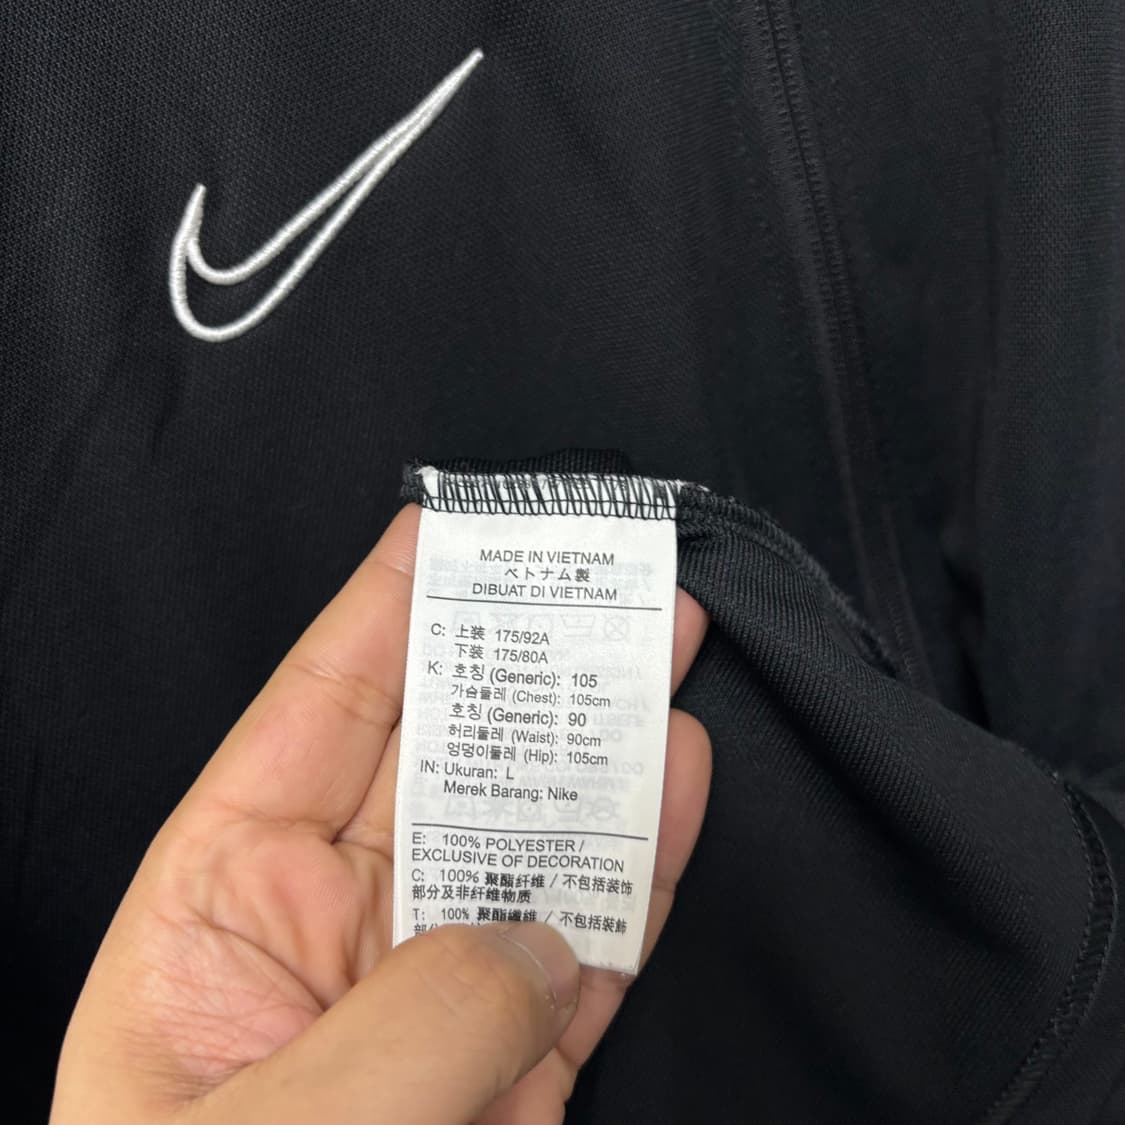 MADE IN VIETNAM
ベトナム製
DIBUAT DI VIETNAM
C: 上装 175/92A
下装 175/80A
K: 호칭 (Generic): 105
가슴둘레 (Chest): 105cm
호칭 (Generic): 90
허리둘레 (Waist): 90cm
엉덩이둘레 (Hip): 105cm
IN: Ukuran: L
Merek Barang: Nike
E: 100% POLYESTER /
EXCLUSIVE OF DECORATION
C: 100% 聚酯纤维 / 不包括装饰
部分及非纤维物质
T: 100% 聚酯纖維 / 不包括裝飾
部